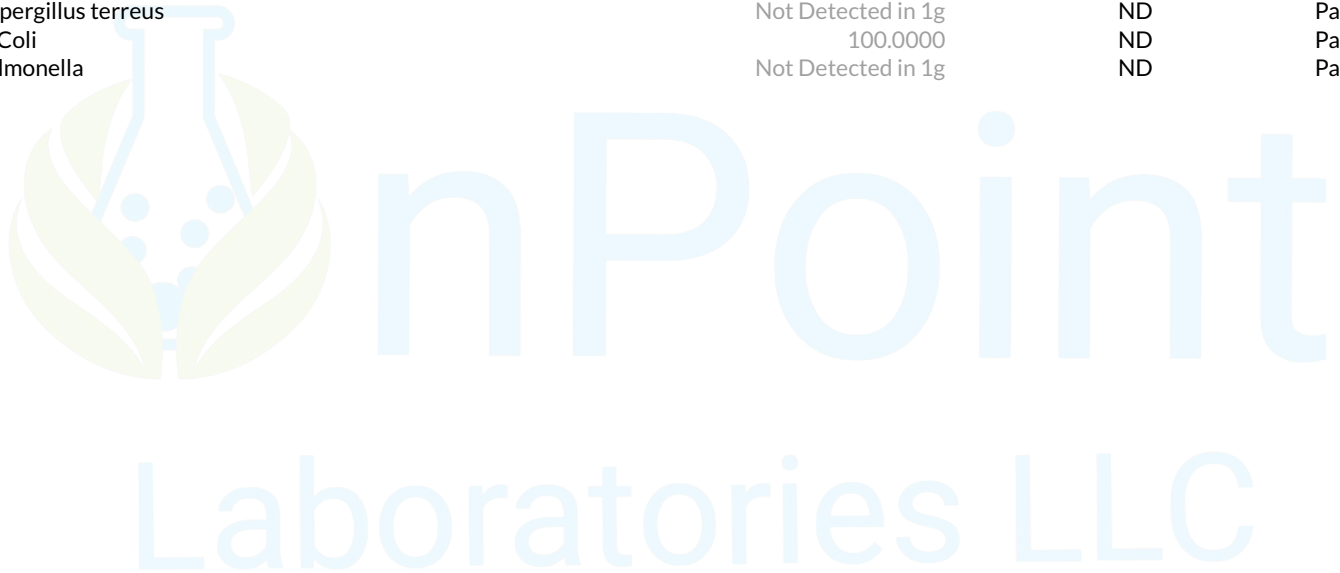 pergillus terreus Not Detected in 1g ND Pa
Coli 100.0000 ND Pa
lmonella Not Detected in 1g ND Pa
nPoint
Laboratories LLC